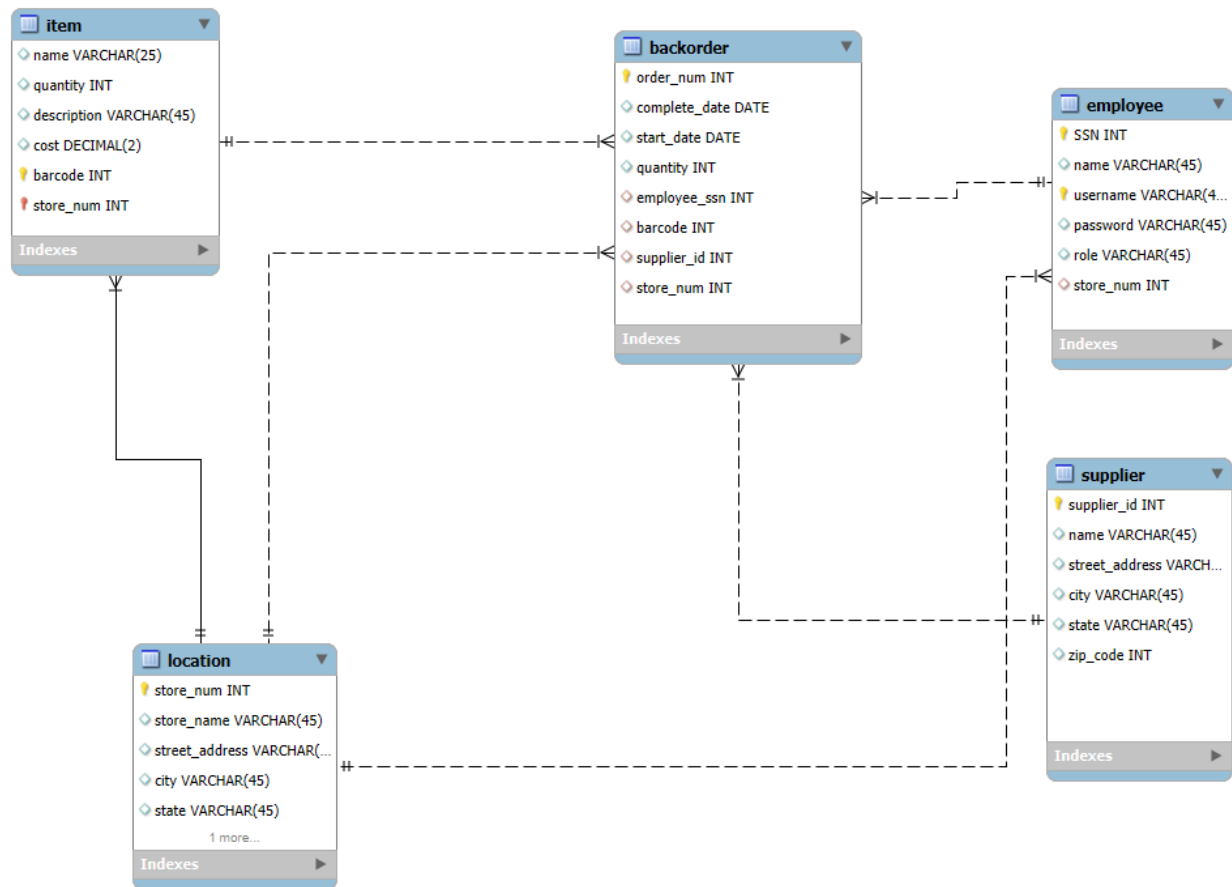 item
name VARCHAR(25)
quantity INT
description VARCHAR(45)
cost DECIMAL(2)
barcode INT
store_num INT
Indexes
backorder
order_num INT
complete_date DATE
start_date DATE
quantity INT
employee_ssn INT
barcode INT
supplier_id INT
store_num INT
Indexes
employee
SSN INT
name VARCHAR(45)
username VARCHAR(4...
password VARCHAR(45)
role VARCHAR(45)
store_num INT
Indexes
supplier
supplier_id INT
name VARCHAR(45)
street_address VARCH...
city VARCHAR(45)
state VARCHAR(45)
zip_code INT
Indexes
location
store_num INT
store_name VARCHAR(45)
street_address VARCHAR(...
city VARCHAR(45)
state VARCHAR(45)
1 more...
Indexes